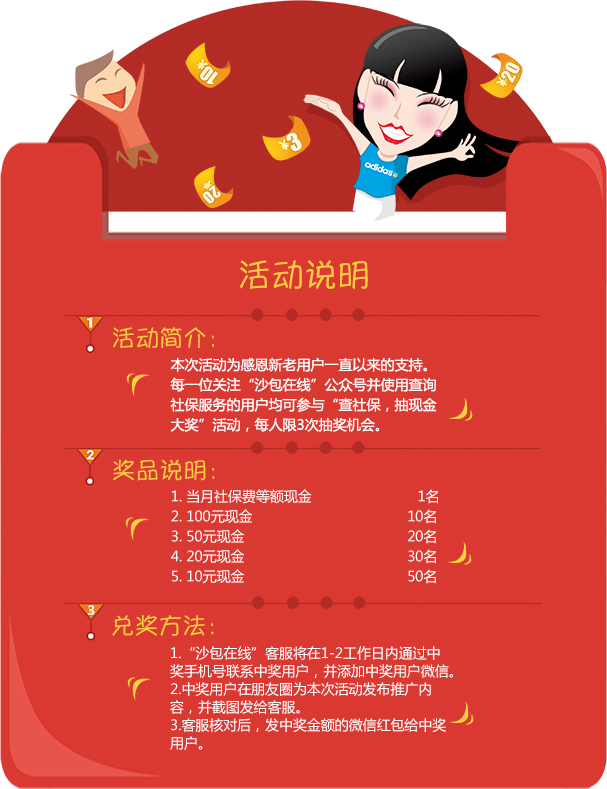 10¥
¥20
¥3
20¥
adidas
活动说明
1
活动简介：
本次活动为感恩新老用户一直以来的支持。
每一位关注“沙包在线”公众号并使用查询
社保服务的用户均可参与“查社保，抽现金
大奖”活动，每人限3次抽奖机会。
2
奖品说明：
1. 当月社保费等额现金 1名
2. 100元现金 10名
3. 50元现金 20名
4. 20元现金 30名
5. 10元现金 50名
3
兑奖方法：
1.“沙包在线”客服将在1-2工作日内通过中
奖手机号联系中奖用户，并添加中奖用户微信。
2.中奖用户在朋友圈为本次活动发布推广内
容，并截图发给客服。
3.客服核对后，发中奖金额的微信红包给中奖
用户。